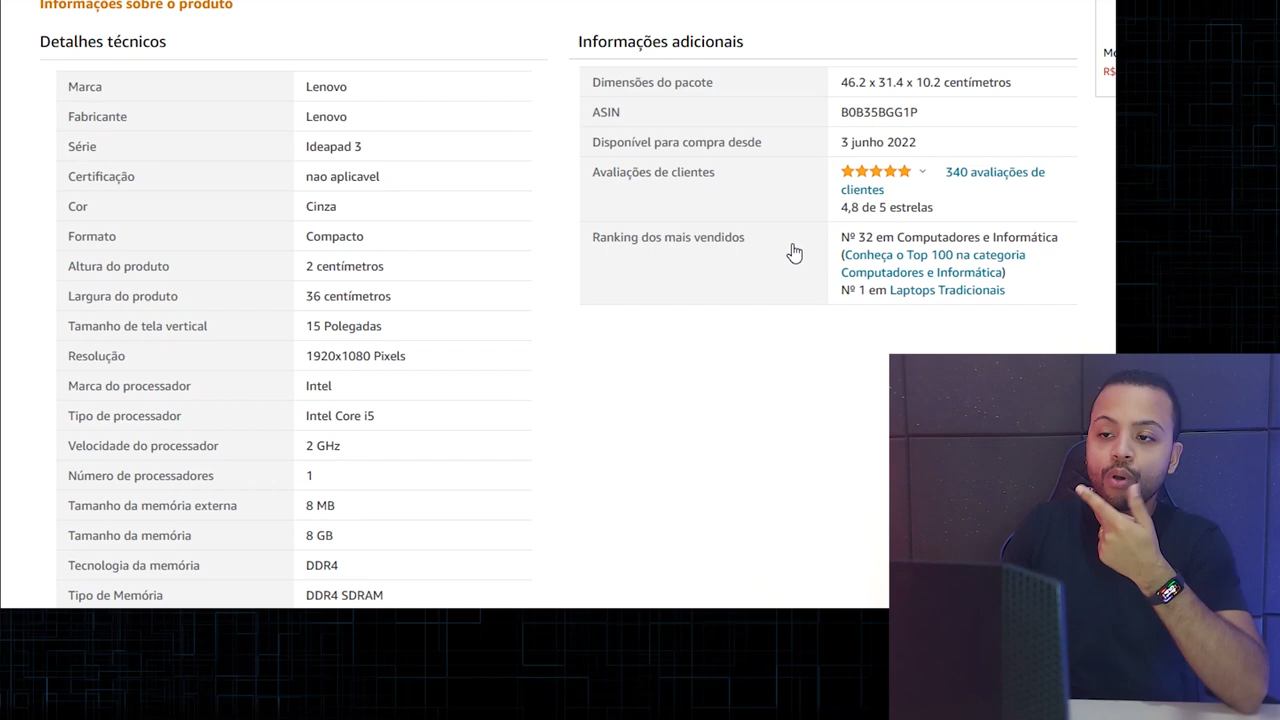 Informações sobre o produto
Detalhes técnicos
Marca Lenovo
Fabricante Lenovo
Série Ideapad 3
Certificação nao aplicavel
Cor Cinza
Formato Compacto
Altura do produto 2 centímetros
Largura do produto 36 centímetros
Tamanho de tela vertical 15 Polegadas
Resolução 1920x1080 Pixels
Marca do processador Intel
Tipo de processador Intel Core i5
Velocidade do processador 2 GHz
Número de processadores 1
Tamanho da memória externa 8 MB
Tamanho da memória 8 GB
Tecnologia da memória DDR4
Tipo de Memória DDR4 SDRAM
Informações adicionais
Dimensões do pacote 46.2 x 31.4 x 10.2 centímetros
ASIN B0B35BGG1P
Disponível para compra desde 3 junho 2022
Avaliações de clientes 340 avaliações de
clientes
4,8 de 5 estrelas
Ranking dos mais vendidos Nº 32 em Computadores e Informática
(Conheça o Top 100 na categoria
Computadores e Informática)
Nº 1 em Laptops Tradicionais
R$